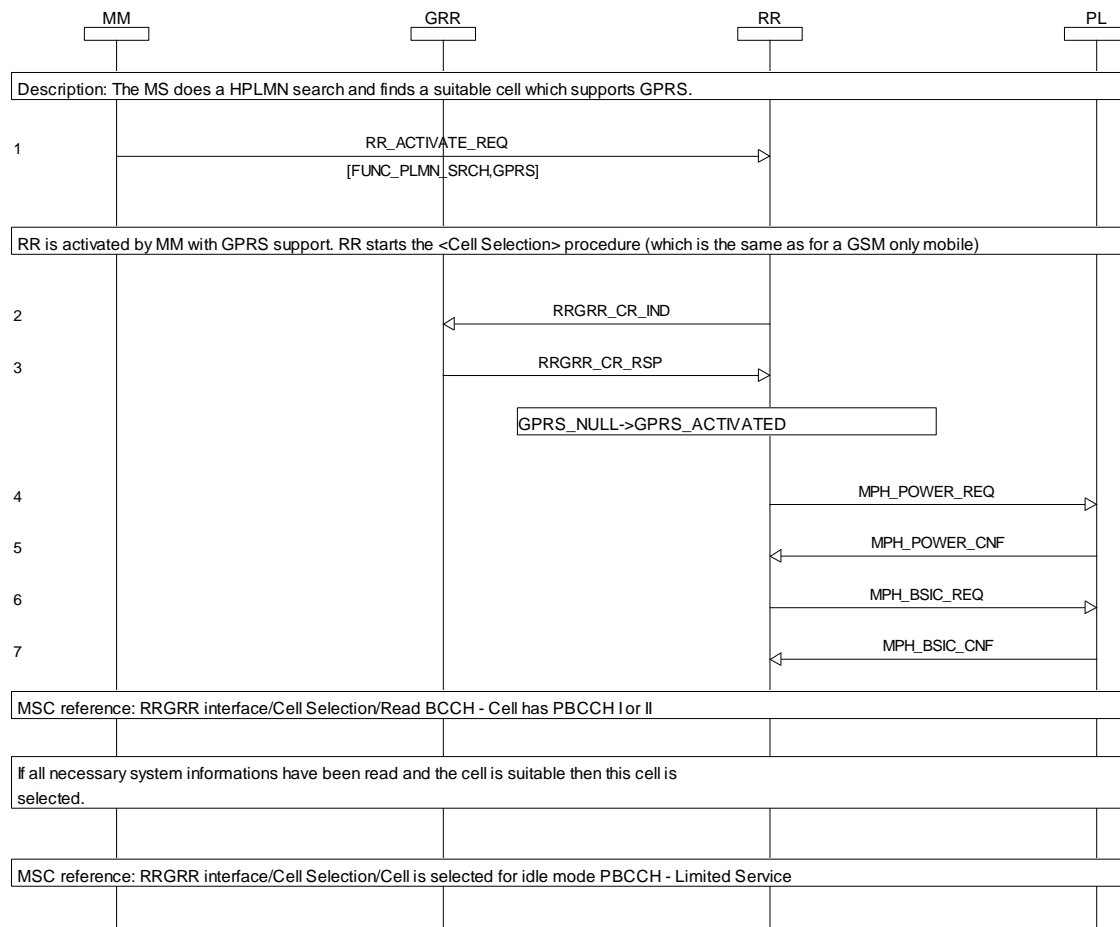 MM GRR RR PL
Description: The MS does a HPLMN search and finds a suitable cell which supports GPRS.
1 RR_ACTIVATE_REQ
[FUNC_PLMN_SRCH,GPRS]
RR is activated by MM with GPRS support. RR starts the <Cell Selection> procedure (which is the same as for a GSM only mobile)
2 RRGRR_CR_IND
3 RRGRR_CR_RSP
GPRS_NULL->GPRS_ACTIVATED
4 MPH_POWER_REQ
5 MPH_POWER_CNF
6 MPH_BSIC_REQ
7 MPH_BSIC_CNF
MSC reference: RRGRR interface/Cell Selection/Read BCCH - Cell has PBCCH I or II
If all necessary system informations have been read and the cell is suitable then this cell is
selected.
MSC reference: RRGRR interface/Cell Selection/Cell is selected for idle mode PBCCH - Limited Service